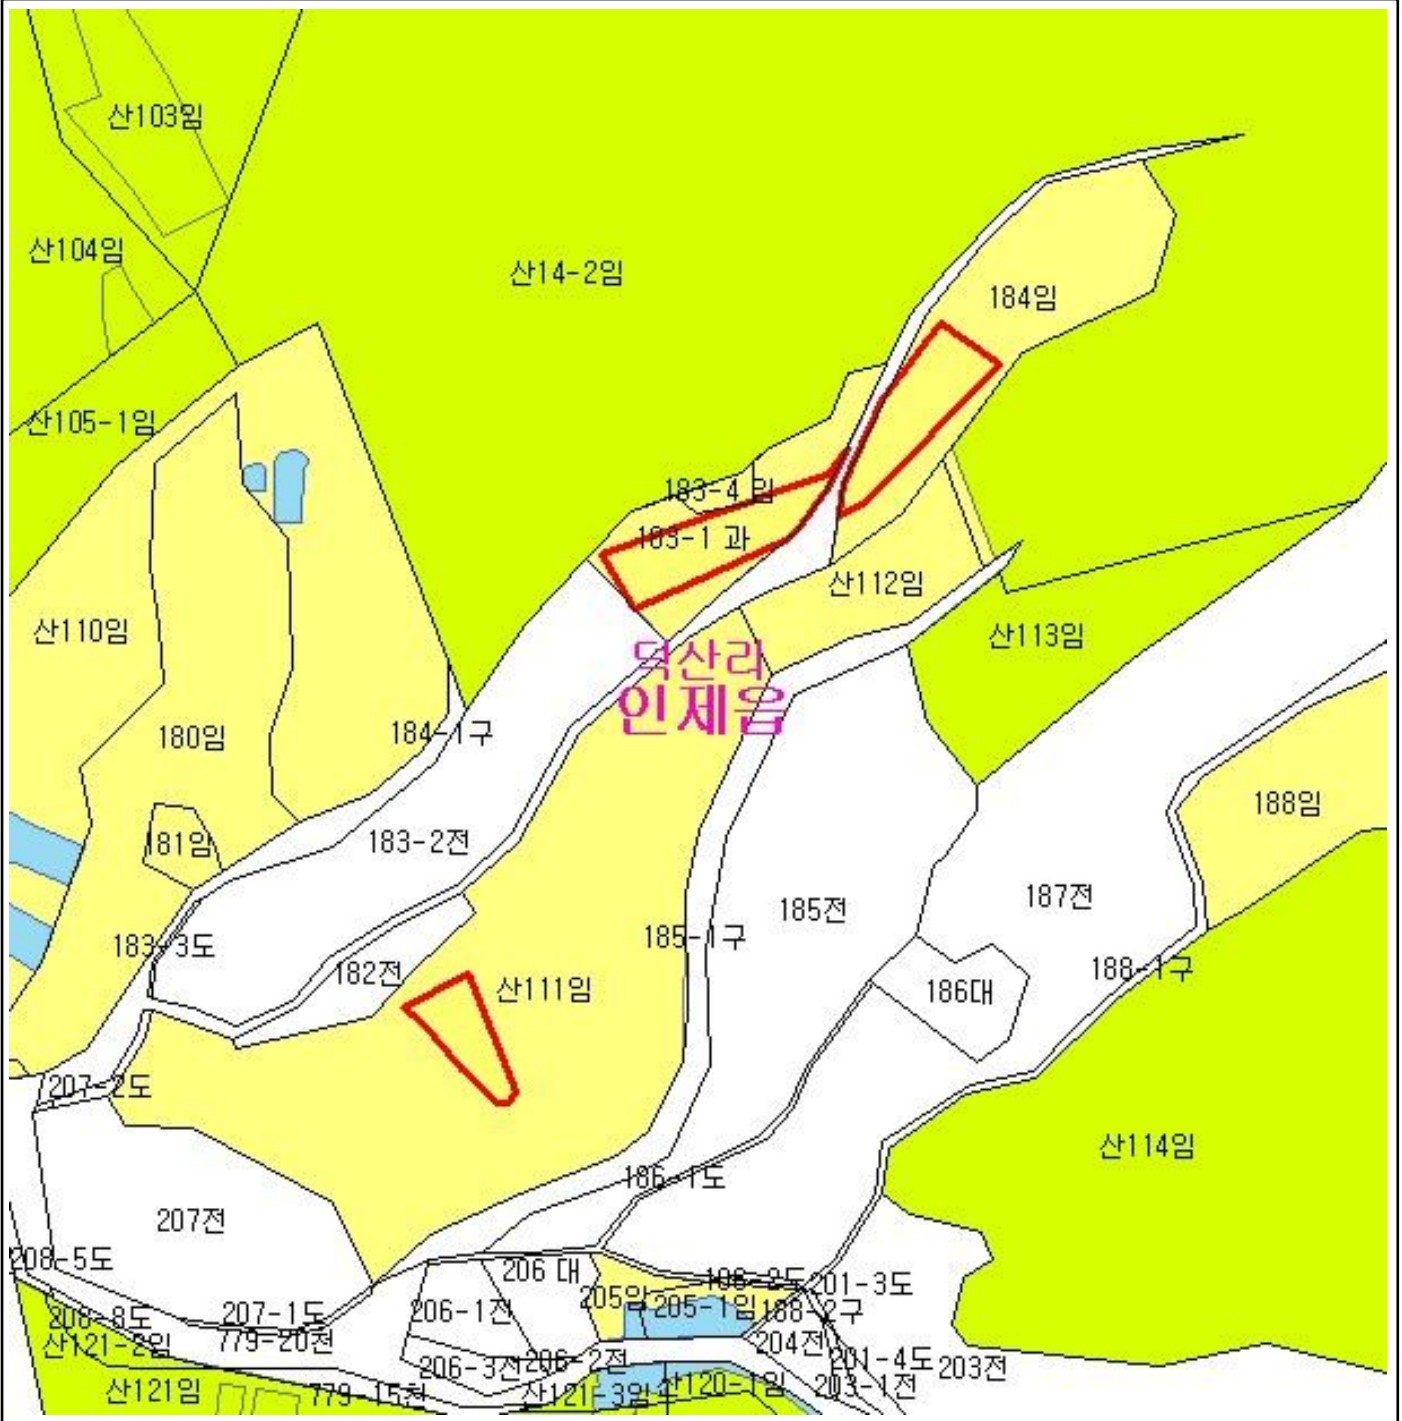 산103임
산104임
산14-2임
184임
산105-1임
183-4 임
183-1 과
산112임
산110임
산113임
덕산리
인제읍
184-1구
180임
188임
181임
183-2전
187전
185전
185-1구
183-3도
182전
산111임
188-1구
186대
207-2도
산114임
186-1도
207전
208-5도
206 대
186-2도
201-3도
205임
205-1임
188-2구
208-8도
207-1도
206-1전
산121-2임
779-20천
204전
206-3전
206-2전
201-4도
203전
산121임
779-15천
산121-3임
산120-1임
203-1전